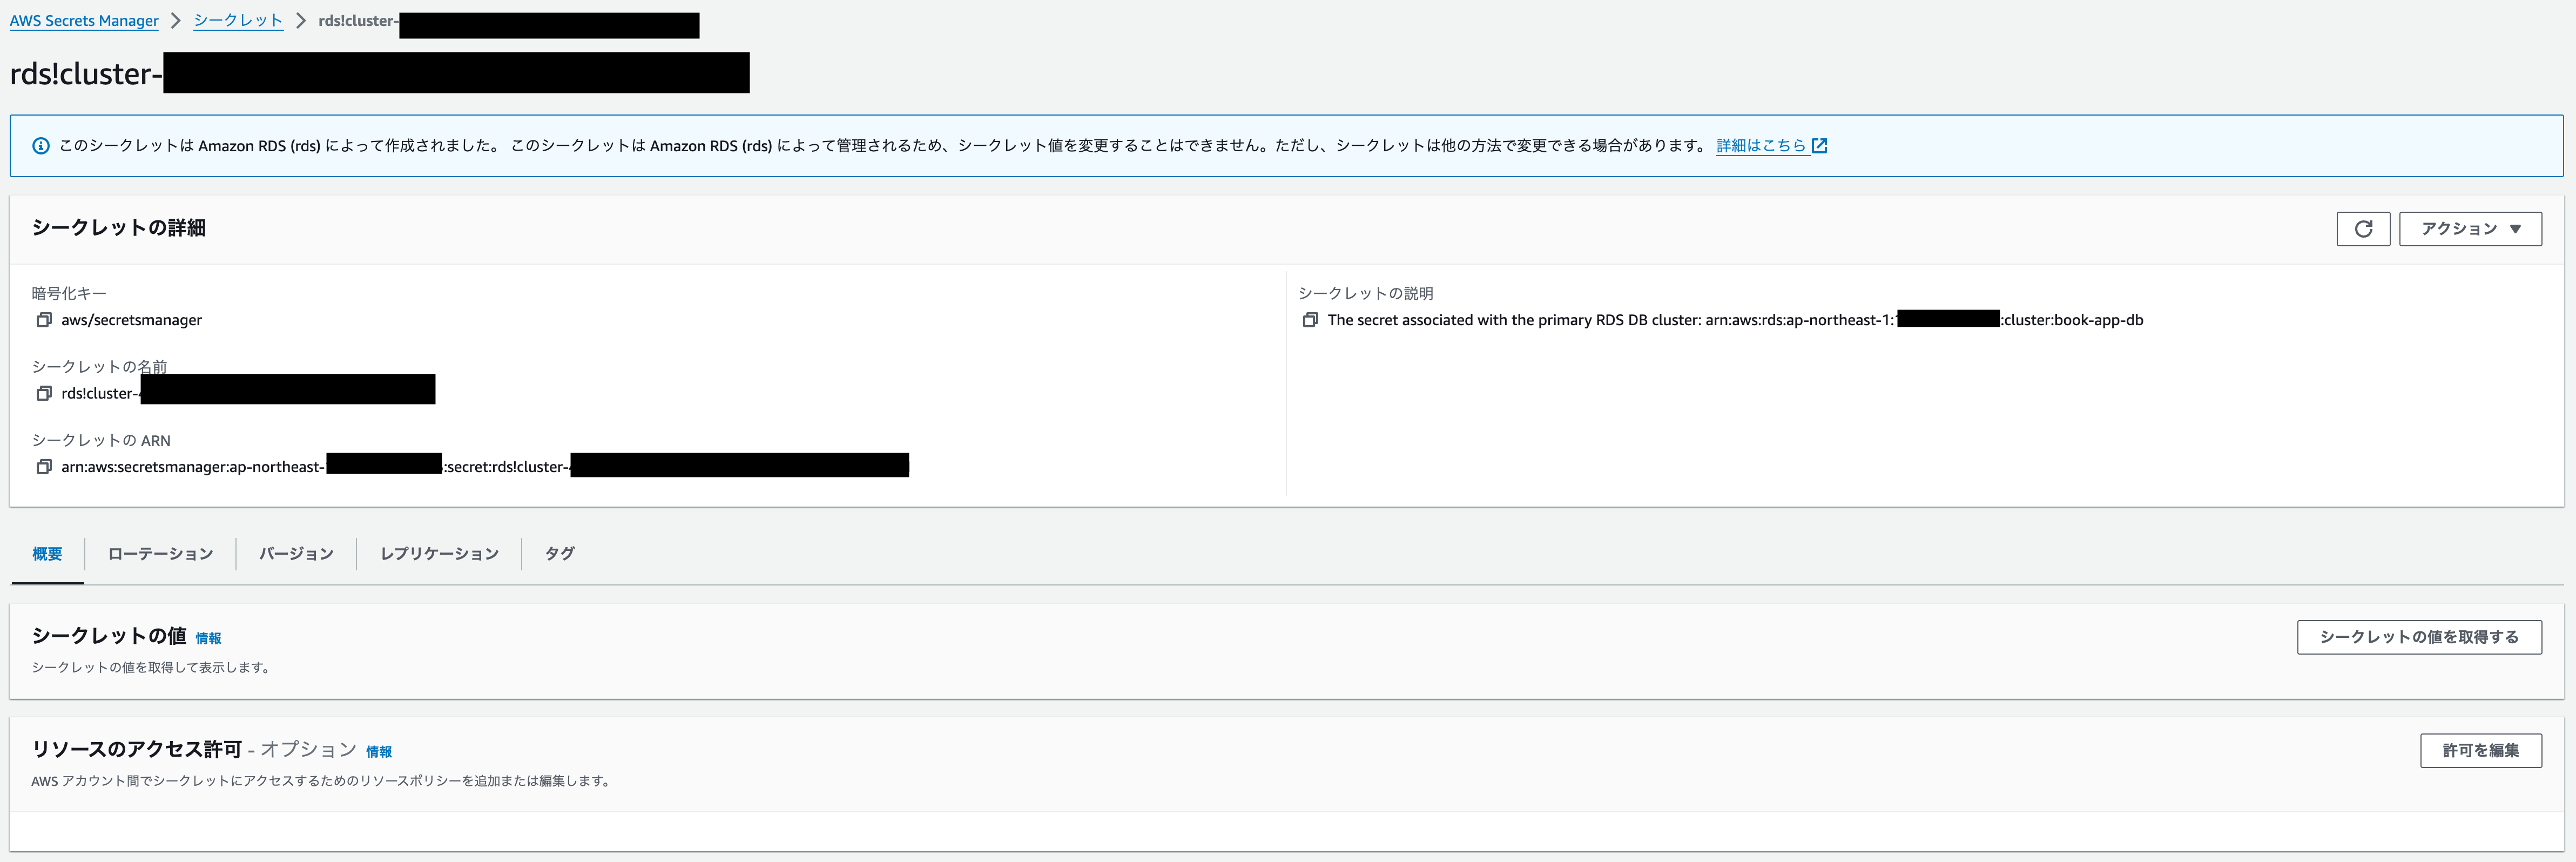 AWS Secrets Manager > シークレット > rds!cluster-
rds!cluster-
このシークレットは Amazon RDS (rds) によって作成されました。 このシークレットは Amazon RDS (rds) によって管理されるため、シークレット値を変更することはできません。ただし、シークレットは他の方法で変更できる場合があります。 詳細はこちら
シークレットの詳細
アクション ▼
暗号化キー
aws/secretsmanager
シークレットの名前
rds!cluster-
シークレットの ARN
arn:aws:secretsmanager:ap-northeast- :secret:rds!cluster-
シークレットの説明
The secret associated with the primary RDS DB cluster: arn:aws:rds:ap-northeast-1: :cluster:book-app-db
概要
ローテーション
バージョン
レプリケーション
タグ
シークレットの値 情報
シークレットの値を取得して表示します。
シークレットの値を取得する
リソースのアクセス許可 - オプション 情報
AWS アカウント間でシークレットにアクセスするためのリソースポリシーを追加または編集します。
許可を編集